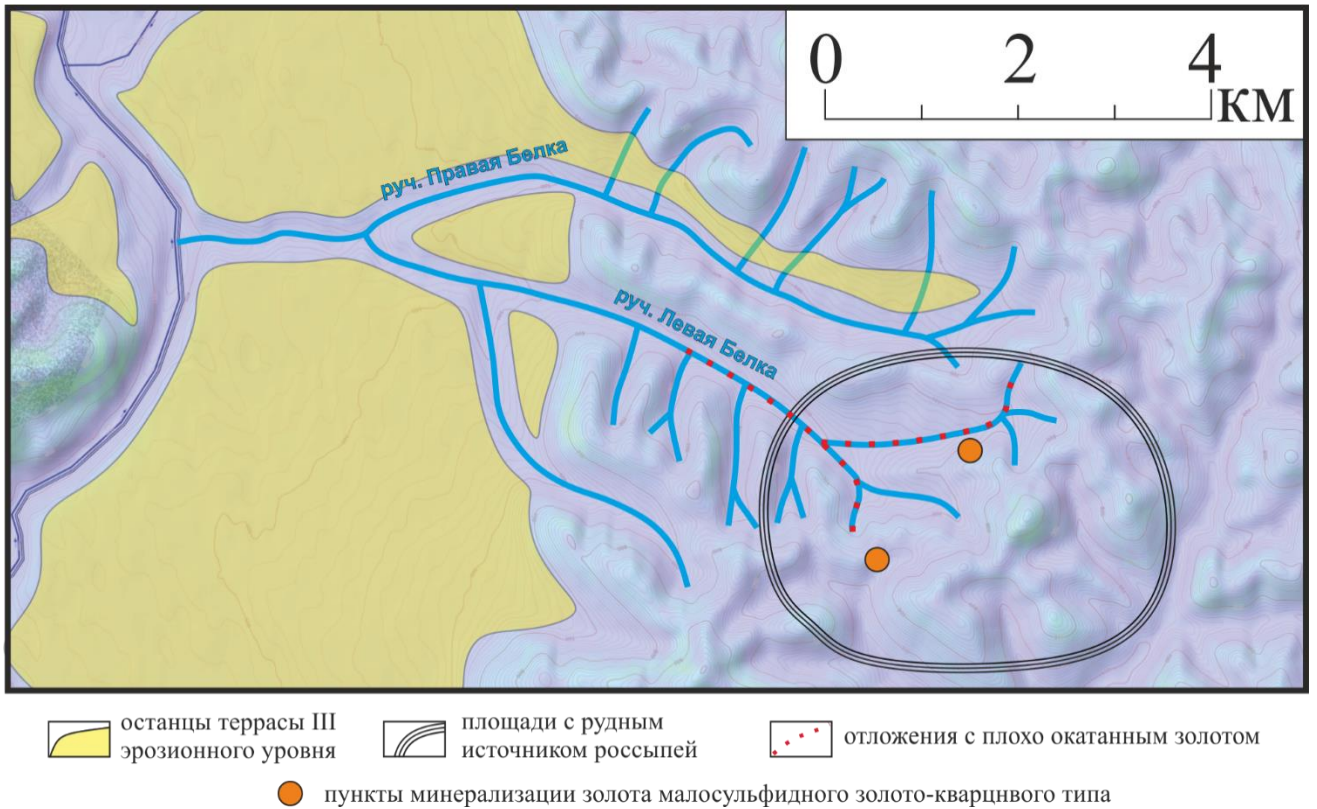 0 2 4
км
руч. Правая Белка
руч. Левая Белка
останцы террасы III
эрозионного уровня
площади с рудным
источником россыпей
отложения с плохо окатанным золотом
пункты минерализации золота малосульфидного золото-кварцнвого типа